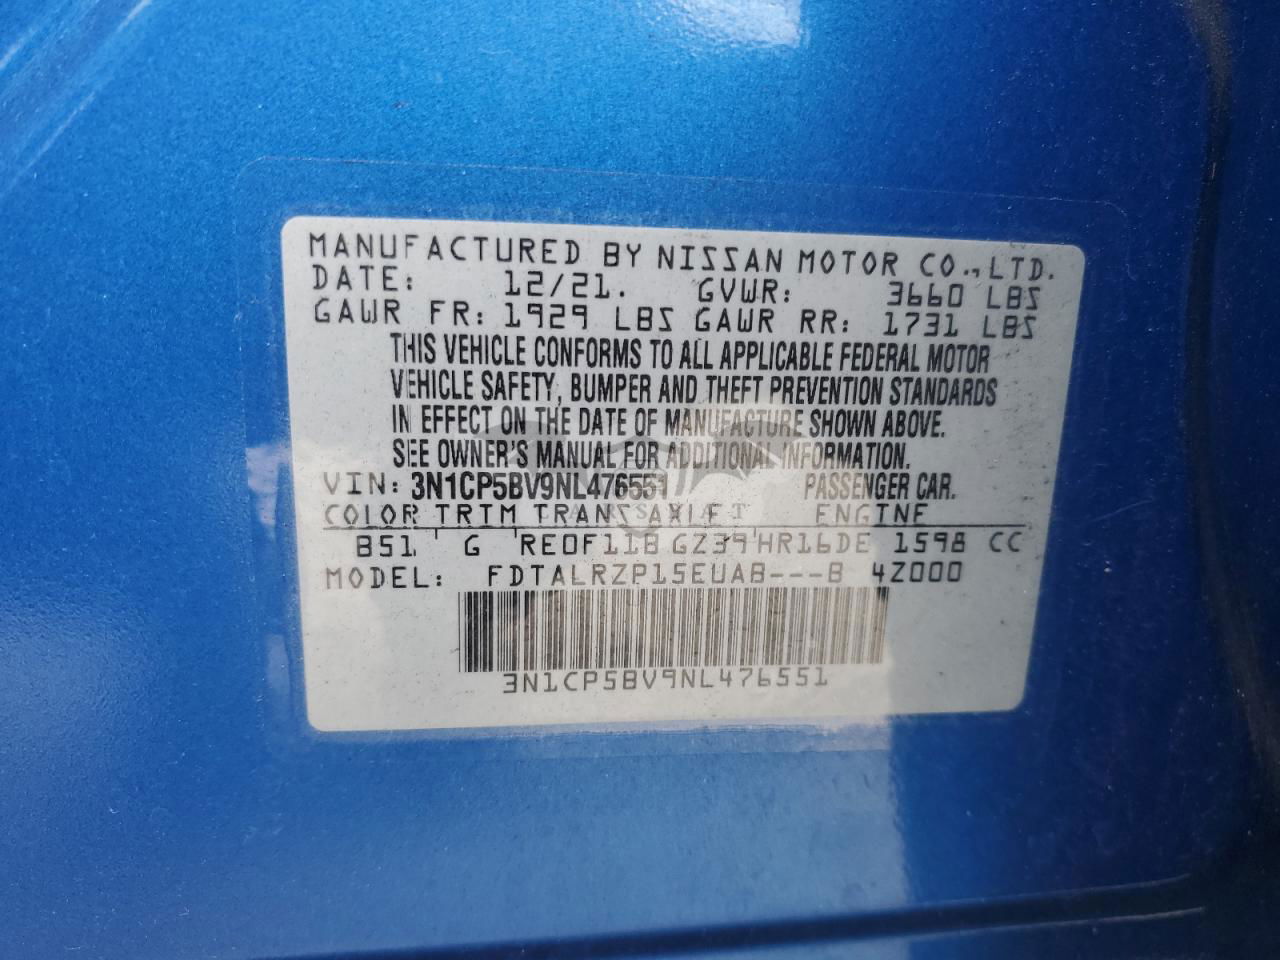 MANUFACTURED BY NISSAN MOTOR CO., LTD.
DATE: 12/21. GVWR: 3660 LBS
GAWR FR: 1929 LBS GAWR RR: 1731 LBS
THIS VEHICLE CONFORMS TO ALL APPLICABLE FEDERAL MOTOR
VEHICLE SAFETY, BUMPER AND THEFT PREVENTION STANDARDS
IN EFFECT ON THE DATE OF MANUFACTURE SHOWN ABOVE.
SEE OWNER'S MANUAL FOR ADDITIONAL INFORMATION.
VIN: 3N1CP5BV9NL476551 PASSENGER CAR.
COLOR TRIM TRANS AXLE ENGINE
B51 G RE0F11B GZ39 HR16DE 1598 CC
MODEL: FDTALRZP15EUAB---B 4Z000
3N1CP5BV9NL476551